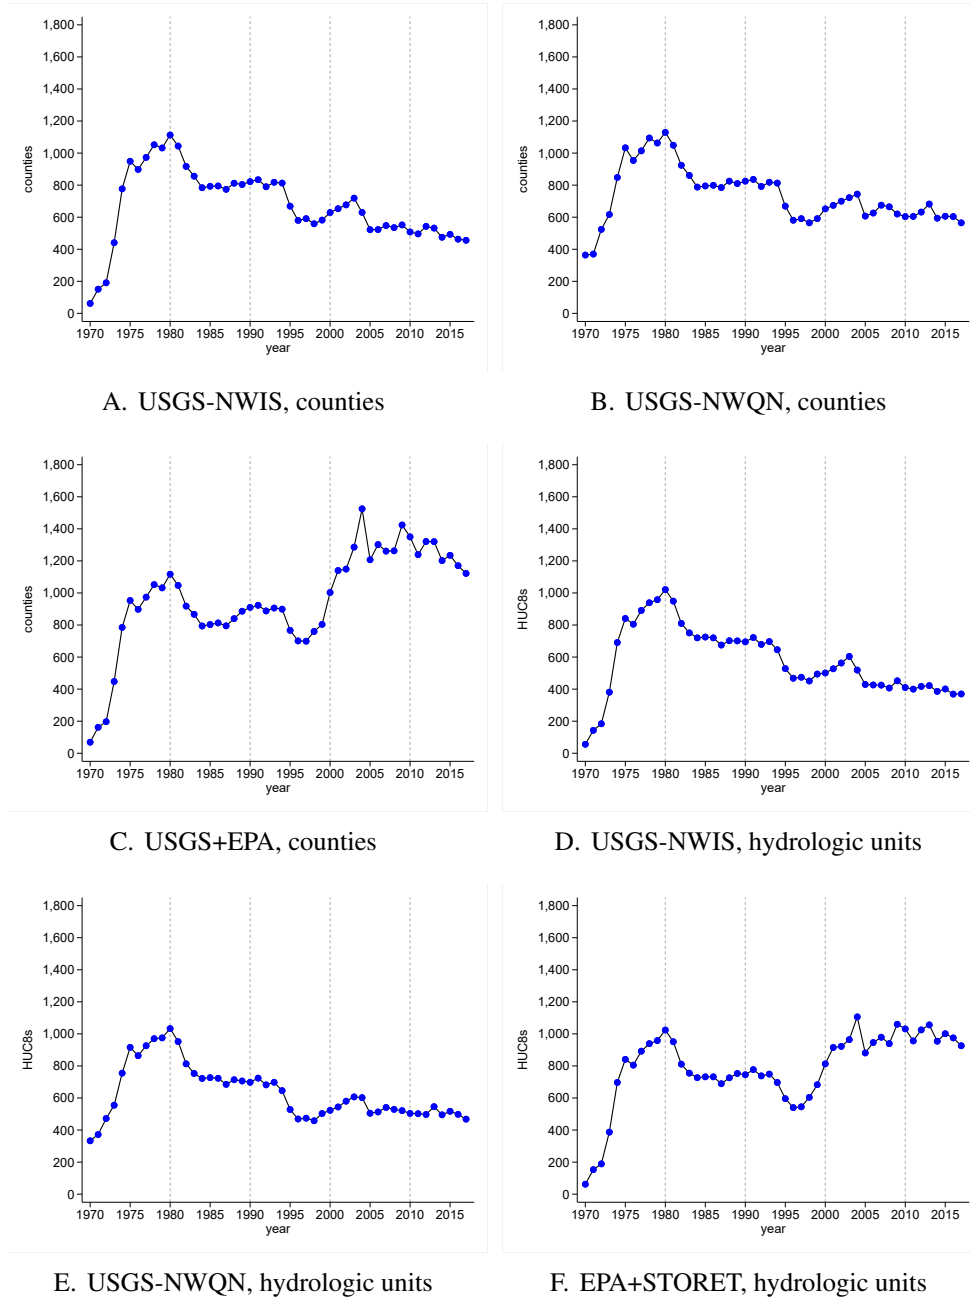 1,800
1,600
1,400
1,200
1,000
800
600
400
200
0
counties
1970 1975 1980 1985 1990 1995 2000 2005 2010 2015
year
A. USGS-NWIS, counties
1,800
1,600
1,400
1,200
1,000
800
600
400
200
0
counties
1970 1975 1980 1985 1990 1995 2000 2005 2010 2015
year
B. USGS-NWQN, counties
1,800
1,600
1,400
1,200
1,000
800
600
400
200
0
counties
1970 1975 1980 1985 1990 1995 2000 2005 2010 2015
year
C. USGS+EPA, counties
1,800
1,600
1,400
1,200
1,000
800
600
400
200
0
HUC8s
1970 1975 1980 1985 1990 1995 2000 2005 2010 2015
year
D. USGS-NWIS, hydrologic units
1,800
1,600
1,400
1,200
1,000
800
600
400
200
0
HUC8s
1970 1975 1980 1985 1990 1995 2000 2005 2010 2015
year
E. USGS-NWQN, hydrologic units
1,800
1,600
1,400
1,200
1,000
800
600
400
200
0
HUC8s
1970 1975 1980 1985 1990 1995 2000 2005 2010 2015
year
F. EPA+STORET, hydrologic units